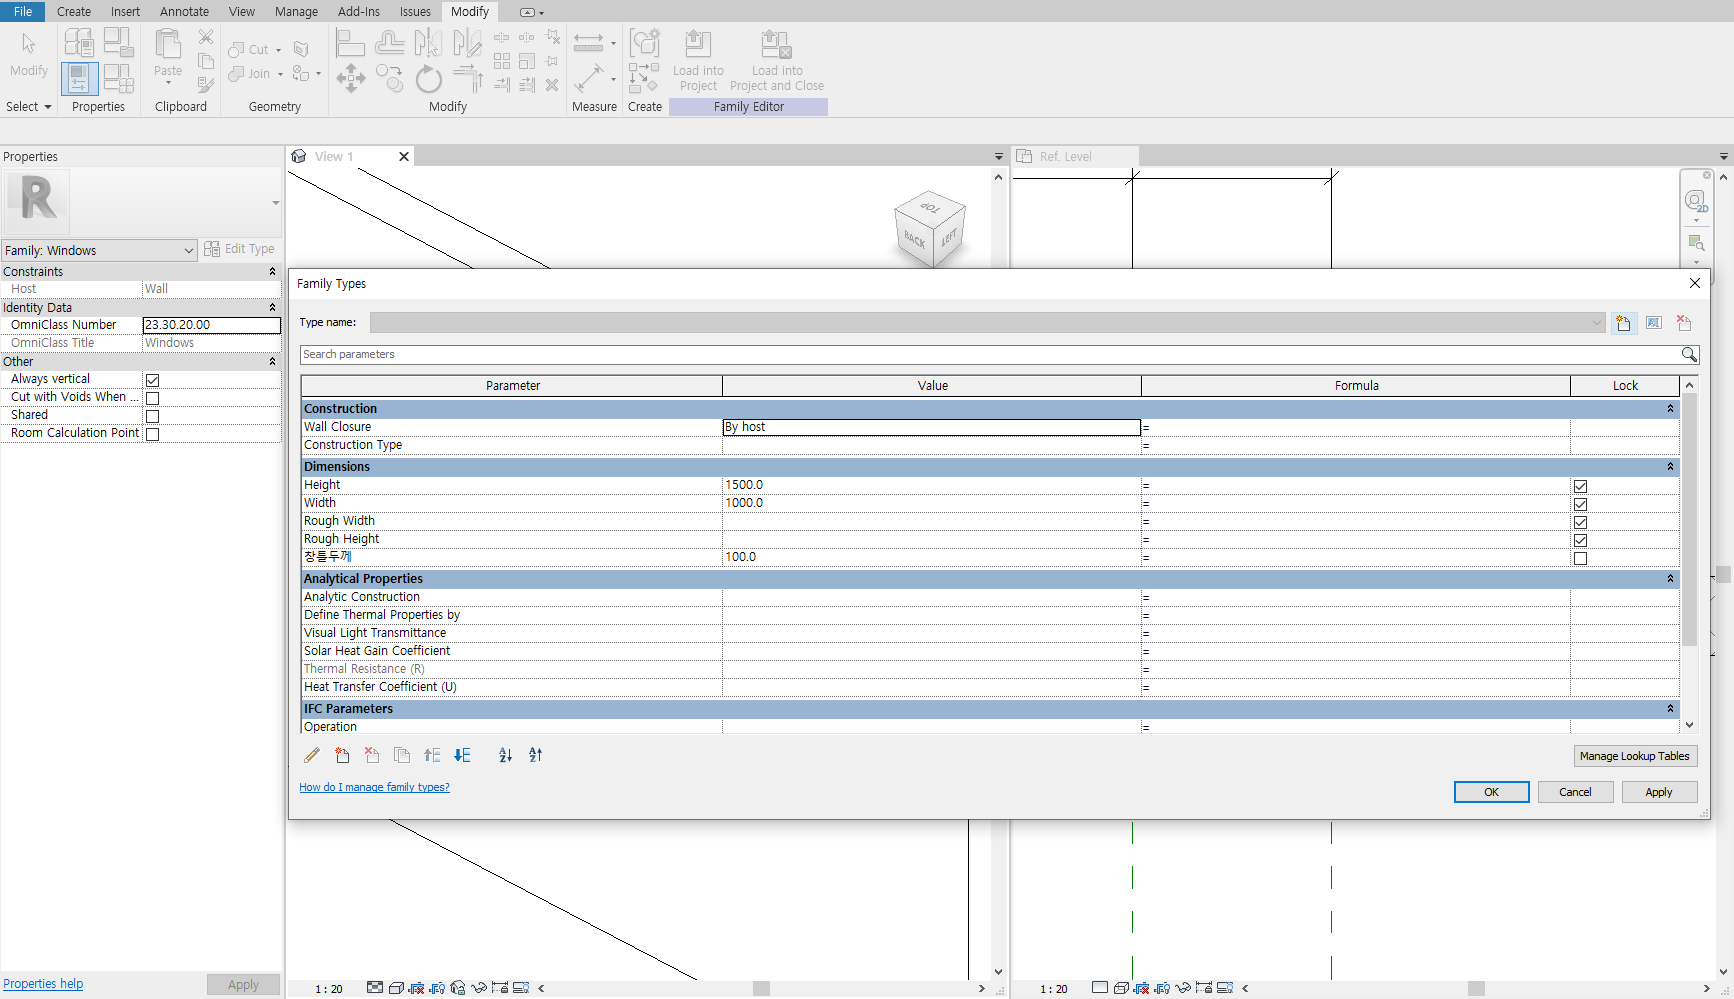 File Create Insert Annotate View Manage Add-Ins Issues Modify
Modify
Paste
Cut
Join
Load into Project
Load into Project and Close
Select Properties Clipboard Geometry Modify Measure Create Family Editor
Properties
View 1
Ref. Level
R
Family: Windows
Edit Type
Constraints
Host Wall
Identity Data
OmniClass Number 23.30.20.00
OmniClass Title Windows
Other
Always vertical
Cut with Voids When ...
Shared
Room Calculation Point
TOP
BACK
LEFT
2D
Family Types
Type name:
Search parameters
Parameter Value Formula Lock
Construction
Wall Closure By host =
Construction Type =
Dimensions
Height 1500.0 =
Width 1000.0 =
Rough Width =
Rough Height =
창틀두께 100.0 =
Analytical Properties
Analytic Construction =
Define Thermal Properties by =
Visual Light Transmittance =
Solar Heat Gain Coefficient =
Thermal Resistance (R) =
Heat Transfer Coefficient (U) =
IFC Parameters
Operation =
Manage Lookup Tables
How do I manage family types?
OK Cancel Apply
Properties help
Apply
1 : 20
1 : 20